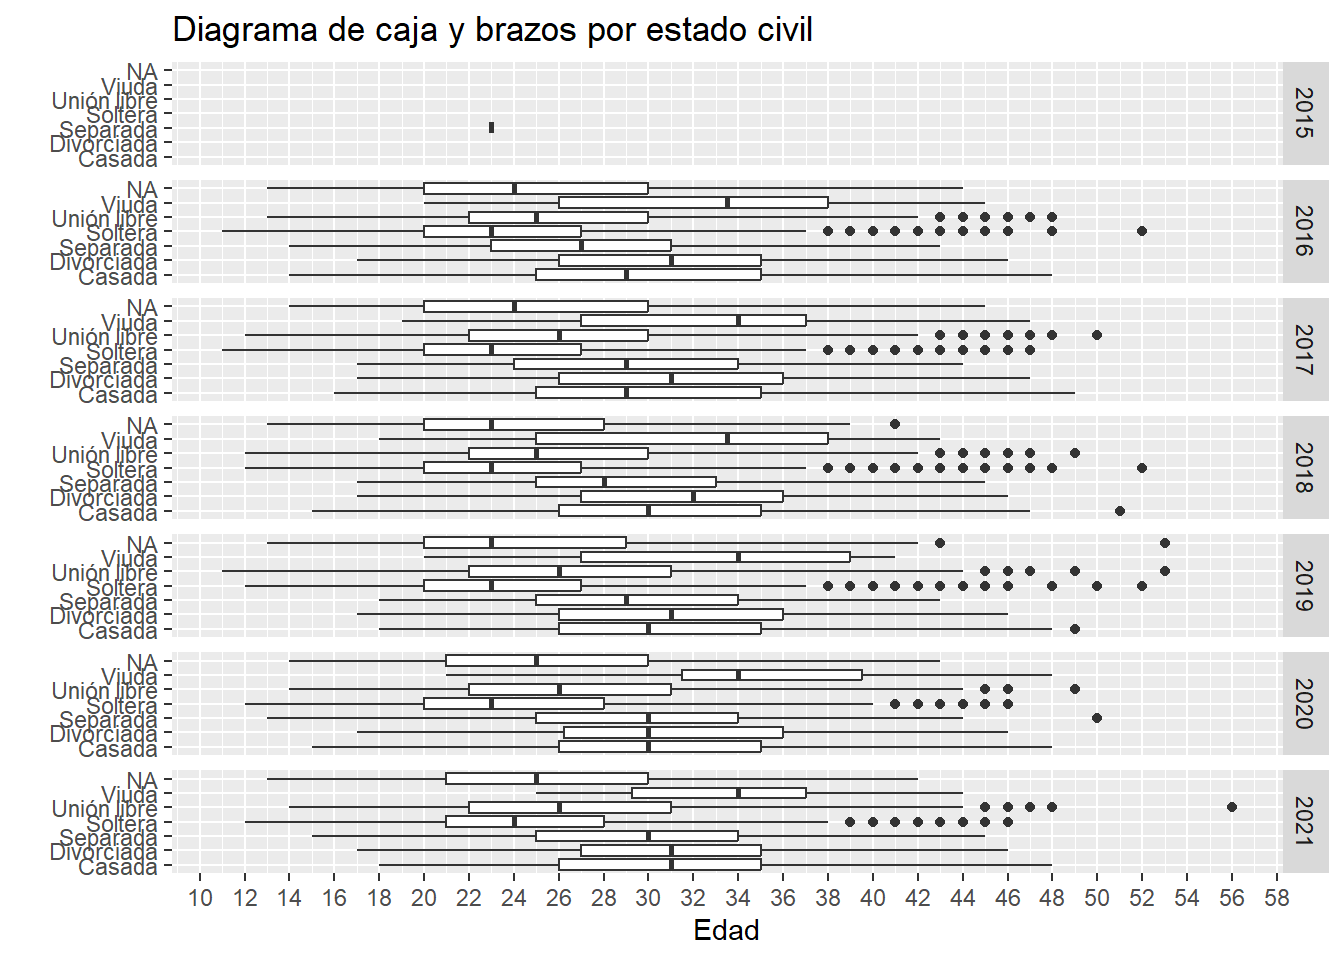 Diagrama de caja y brazos por estado civil
NA
Viuda
Unión libre
Soltera
Separada
Divorciada
Casada
2015
NA
Viuda
Unión libre
Soltera
Separada
Divorciada
Casada
2016
NA
Viuda
Unión libre
Soltera
Separada
Divorciada
Casada
2017
NA
Viuda
Unión libre
Soltera
Separada
Divorciada
Casada
2018
NA
Viuda
Unión libre
Soltera
Separada
Divorciada
Casada
2019
NA
Viuda
Unión libre
Soltera
Separada
Divorciada
Casada
2020
NA
Viuda
Unión libre
Soltera
Separada
Divorciada
Casada
2021
10 12 14 16 18 20 22 24 26 28 30 32 34 36 38 40 42 44 46 48 50 52 54 56 58
Edad